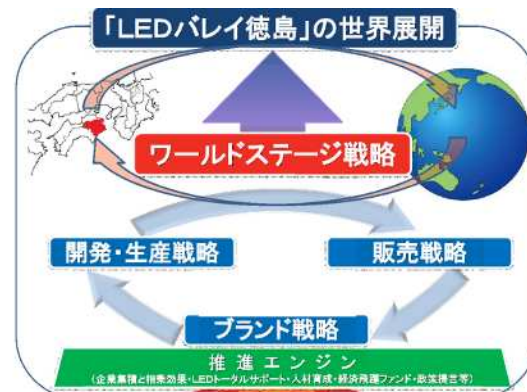 「LEDバレイ徳島」の世界展開
ワールドステージ戦略
開発・生産戦略
販売戦略
ブランド戦略
推進エンジン
(企業集積と相乗効果・LEDトータルサポート・人材育成・経済飛躍ファンド・政策提言等)